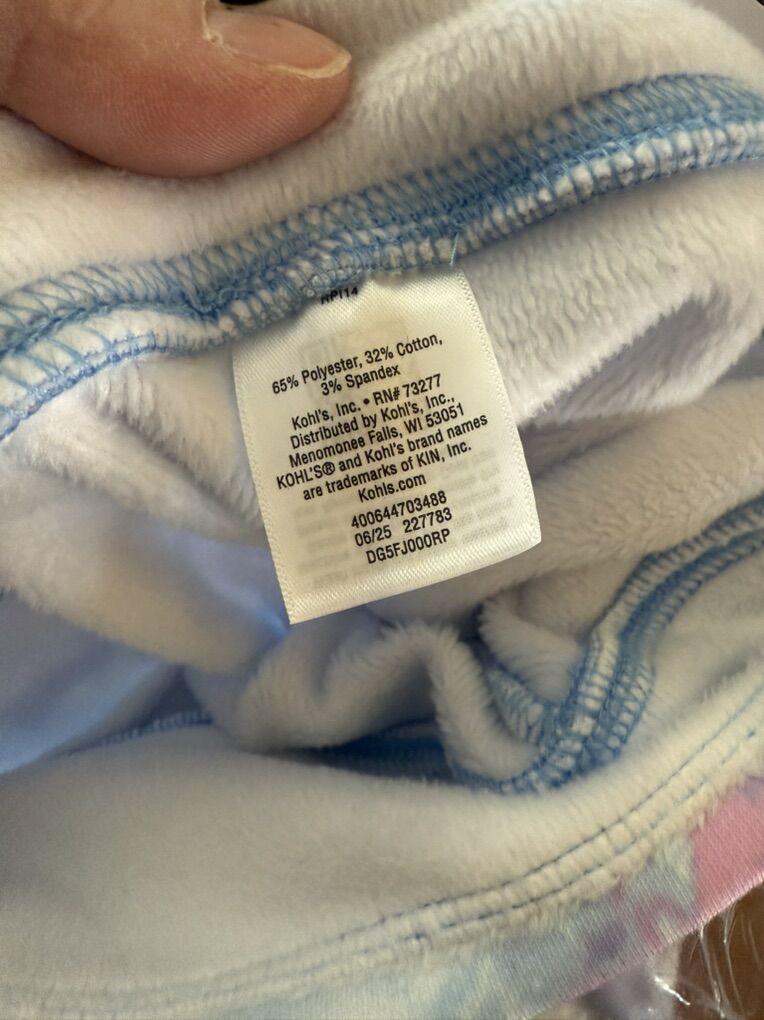 65% Polyester, 32% Cotton,
3% Spandex
Kohl's, Inc. • RN# 73277
Distributed by Kohl's, Inc.,
Menomonee Falls, WI 53051
KOHL'S® and Kohl's brand names
are trademarks of KIN, Inc.
Kohls.com
400644703488
06/25 227783
DG5FJ000RP